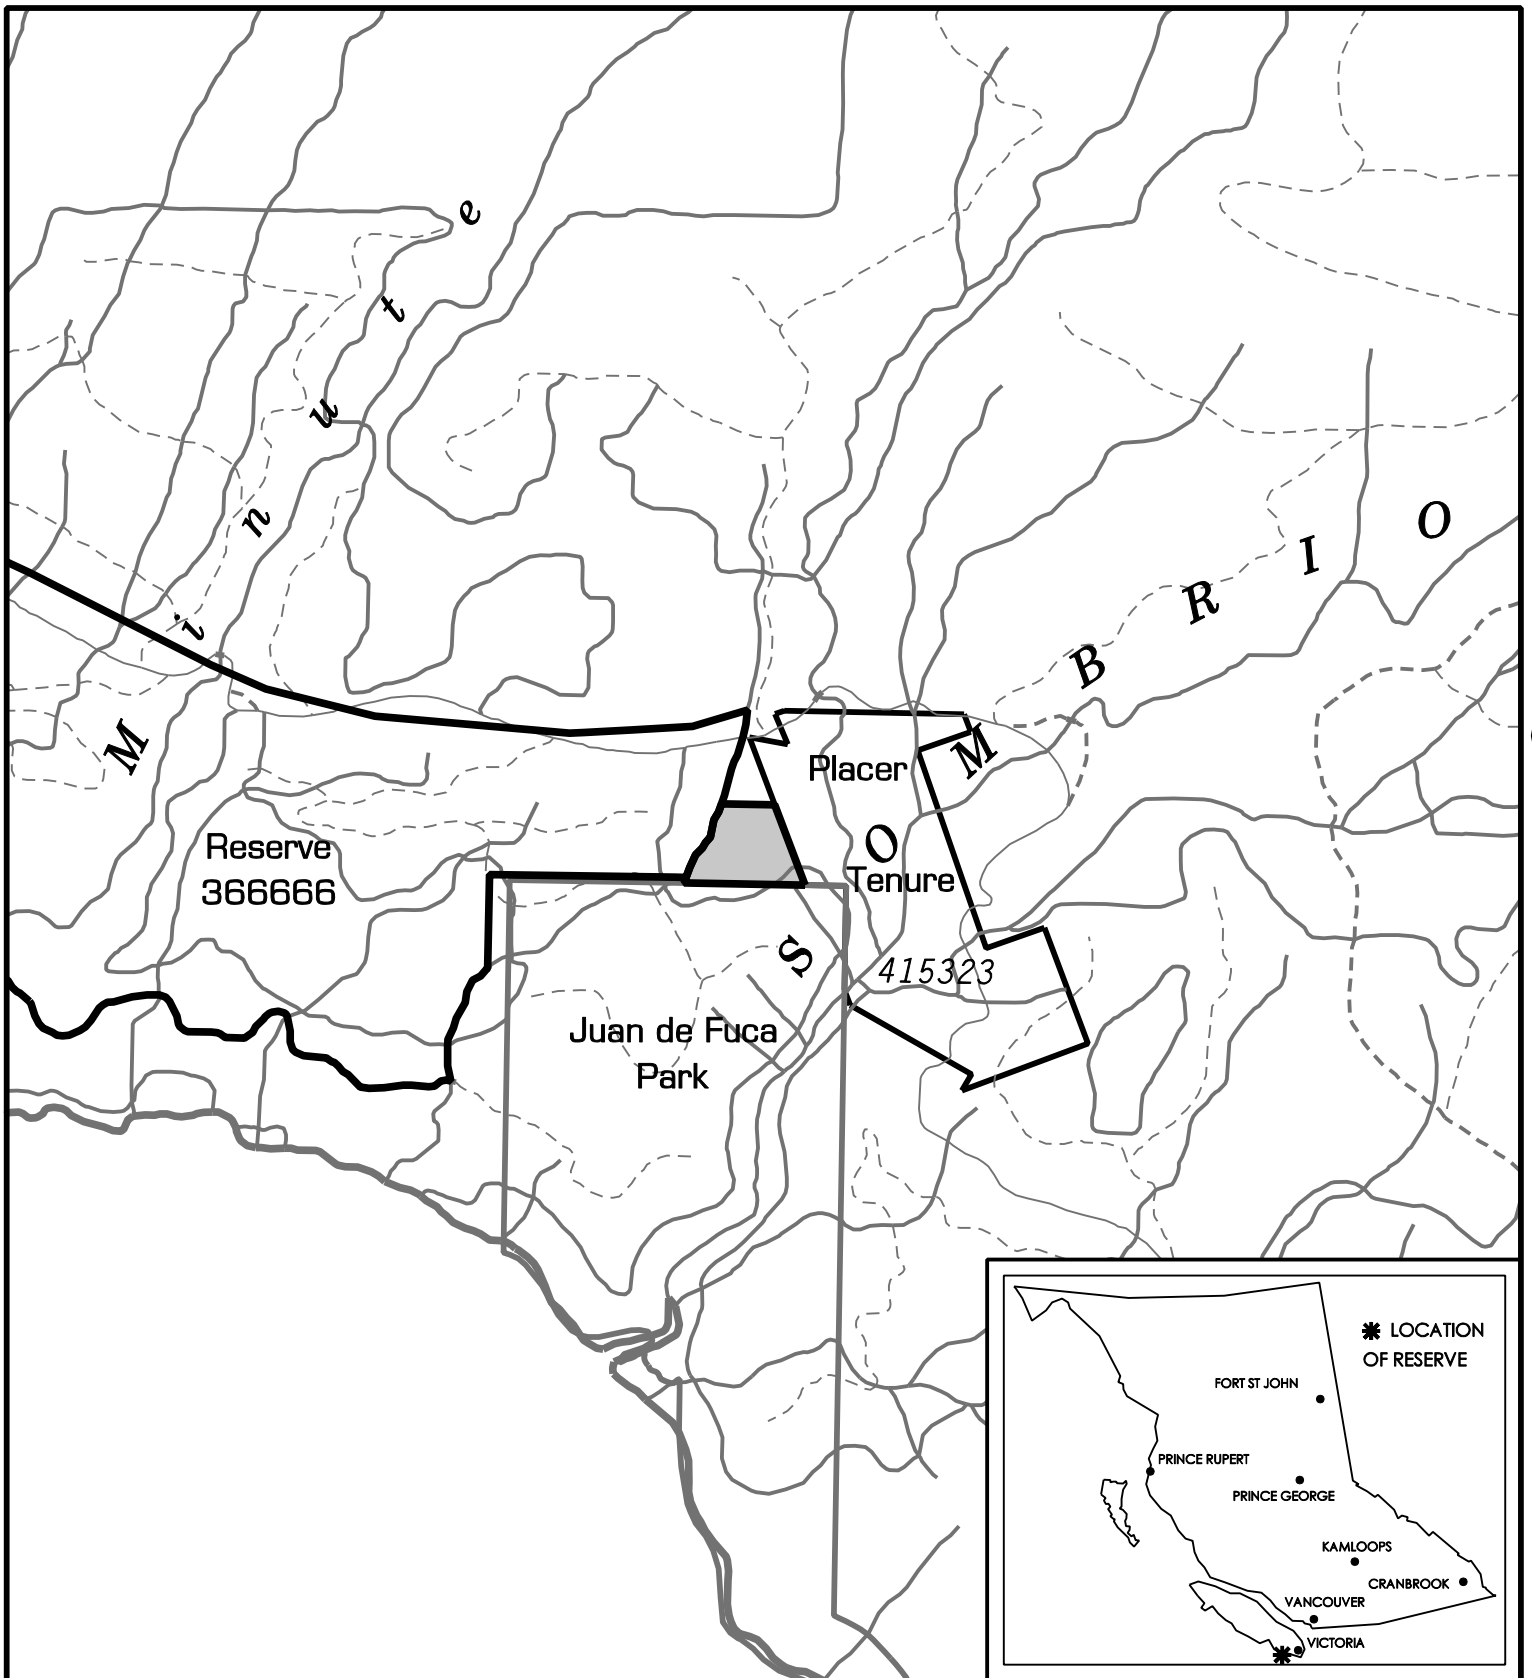 Minute
SOMBRIO
Placer
Tenure
415323
Reserve
366666
Juan de Fuca
Park
LOCATION
OF RESERVE
FORT ST JOHN
PRINCE RUPERT
PRINCE GEORGE
KAMLOOPS
CRANBROOK
VANCOUVER
VICTORIA